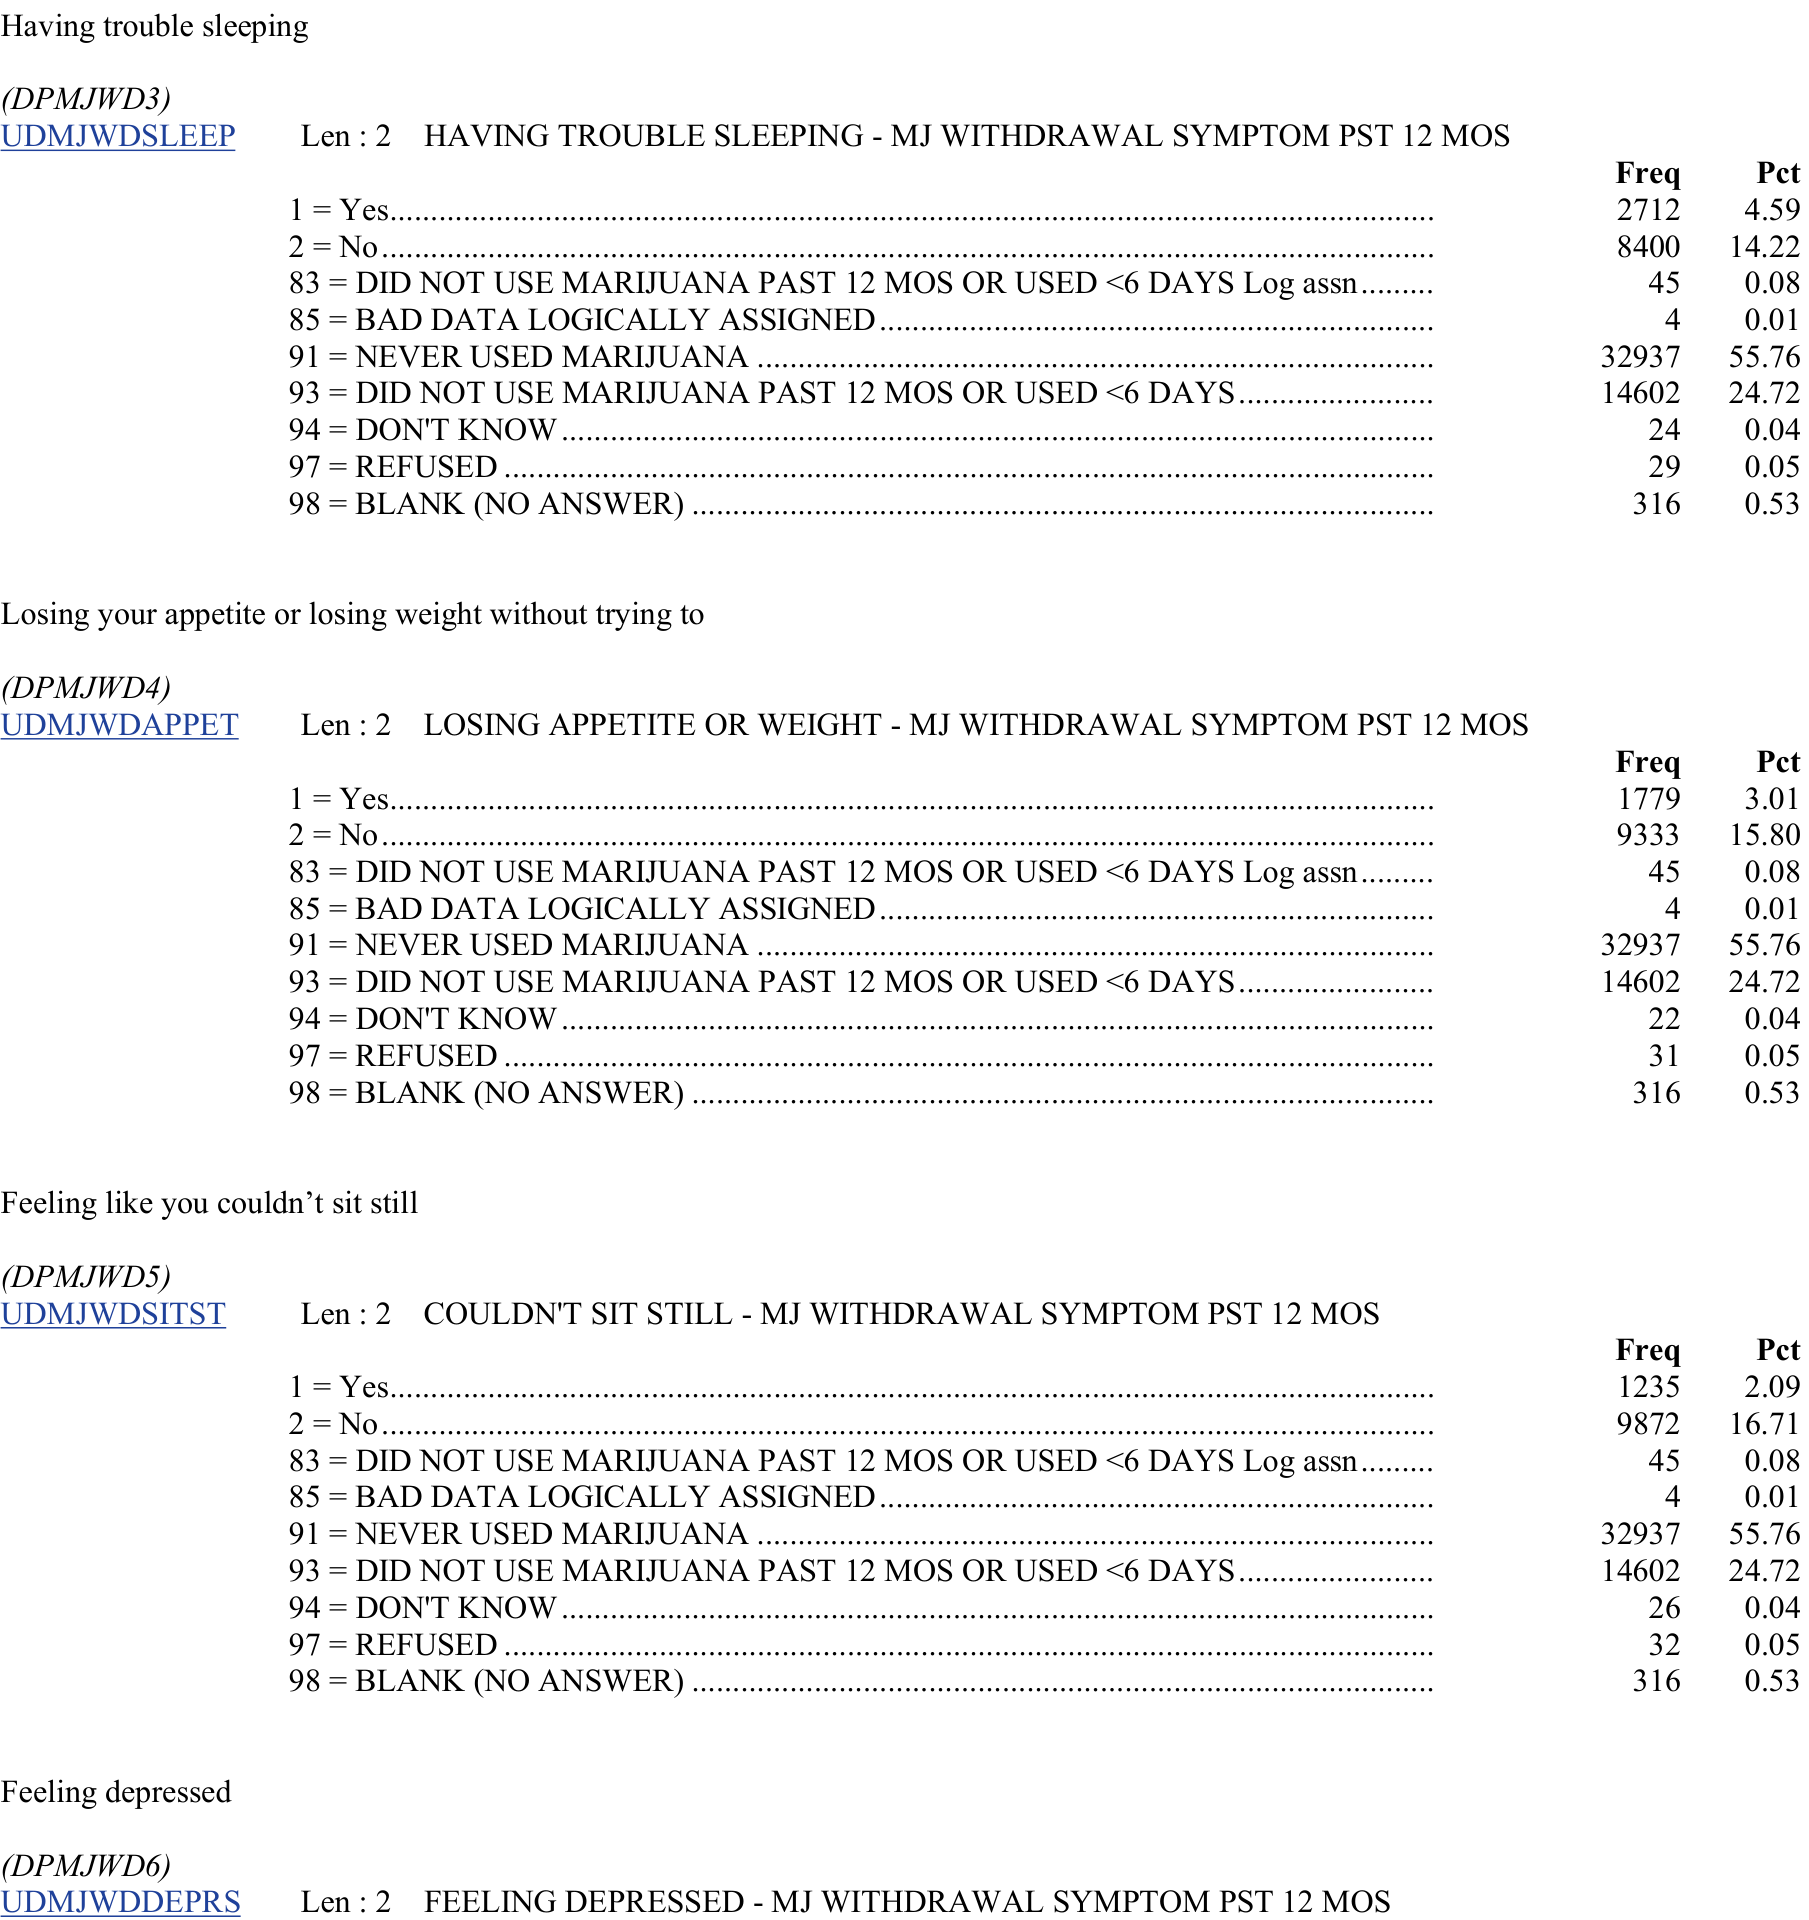 Having trouble sleeping
(DPMJWD3)
UDMJWDSLEEP Len : 2 HAVING TROUBLE SLEEPING - MJ WITHDRAWAL SYMPTOM PST 12 MOS
Freq Pct
1 = Yes 2712 4.59
2 = No 8400 14.22
83 = DID NOT USE MARIJUANA PAST 12 MOS OR USED <6 DAYS Log assn 45 0.08
85 = BAD DATA LOGICALLY ASSIGNED 4 0.01
91 = NEVER USED MARIJUANA 32937 55.76
93 = DID NOT USE MARIJUANA PAST 12 MOS OR USED <6 DAYS 14602 24.72
94 = DON'T KNOW 24 0.04
97 = REFUSED 29 0.05
98 = BLANK (NO ANSWER) 316 0.53
Losing your appetite or losing weight without trying to
(DPMJWD4)
UDMJWDAPPET Len : 2 LOSING APPETITE OR WEIGHT - MJ WITHDRAWAL SYMPTOM PST 12 MOS
Freq Pct
1 = Yes 1779 3.01
2 = No 9333 15.80
83 = DID NOT USE MARIJUANA PAST 12 MOS OR USED <6 DAYS Log assn 45 0.08
85 = BAD DATA LOGICALLY ASSIGNED 4 0.01
91 = NEVER USED MARIJUANA 32937 55.76
93 = DID NOT USE MARIJUANA PAST 12 MOS OR USED <6 DAYS 14602 24.72
94 = DON'T KNOW 22 0.04
97 = REFUSED 31 0.05
98 = BLANK (NO ANSWER) 316 0.53
Feeling like you couldn’t sit still
(DPMJWD5)
UDMJWDSITST Len : 2 COULDN'T SIT STILL - MJ WITHDRAWAL SYMPTOM PST 12 MOS
Freq Pct
1 = Yes 1235 2.09
2 = No 9872 16.71
83 = DID NOT USE MARIJUANA PAST 12 MOS OR USED <6 DAYS Log assn 45 0.08
85 = BAD DATA LOGICALLY ASSIGNED 4 0.01
91 = NEVER USED MARIJUANA 32937 55.76
93 = DID NOT USE MARIJUANA PAST 12 MOS OR USED <6 DAYS 14602 24.72
94 = DON'T KNOW 26 0.04
97 = REFUSED 32 0.05
98 = BLANK (NO ANSWER) 316 0.53
Feeling depressed
(DPMJWD6)
UDMJWDDEPRS Len : 2 FEELING DEPRESSED - MJ WITHDRAWAL SYMPTOM PST 12 MOS